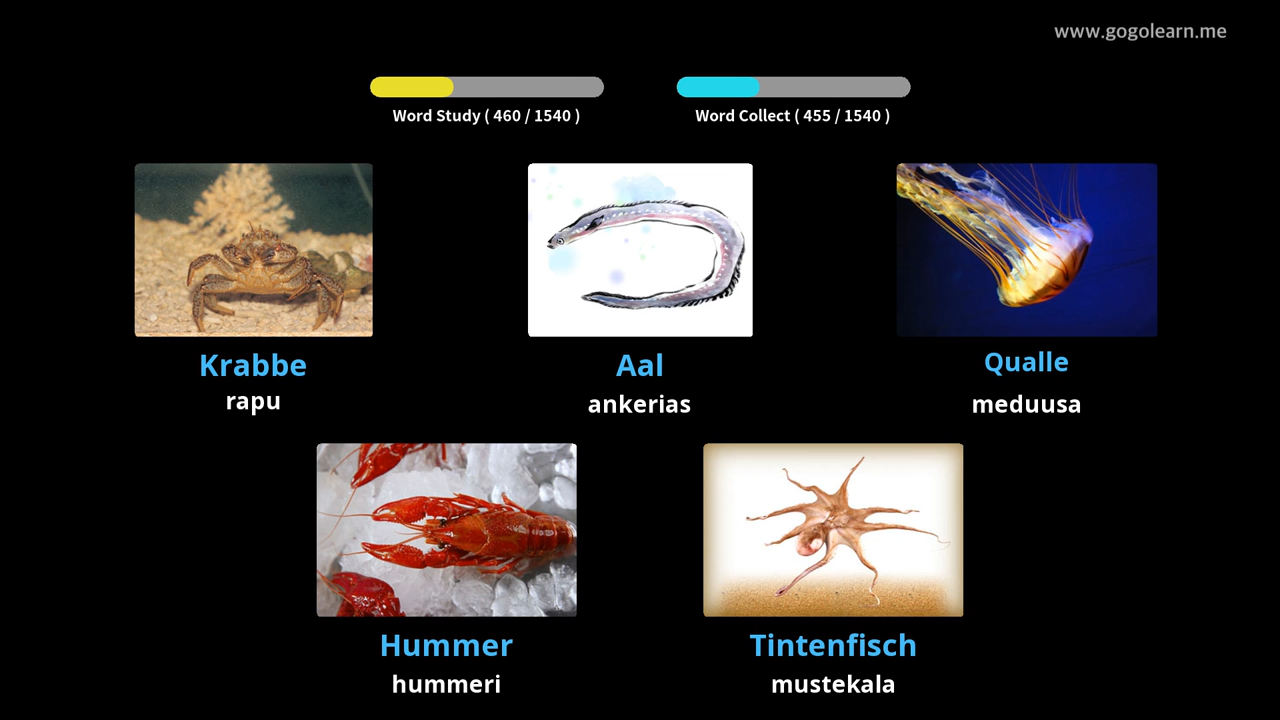 www.gogolearn.me
Word Study ( 460 / 1540 )
Word Collect ( 455 / 1540 )
Krabbe
rapu
Aal
ankerias
Qualle
meduusa
Hummer
hummeri
Tintenfisch
mustekala